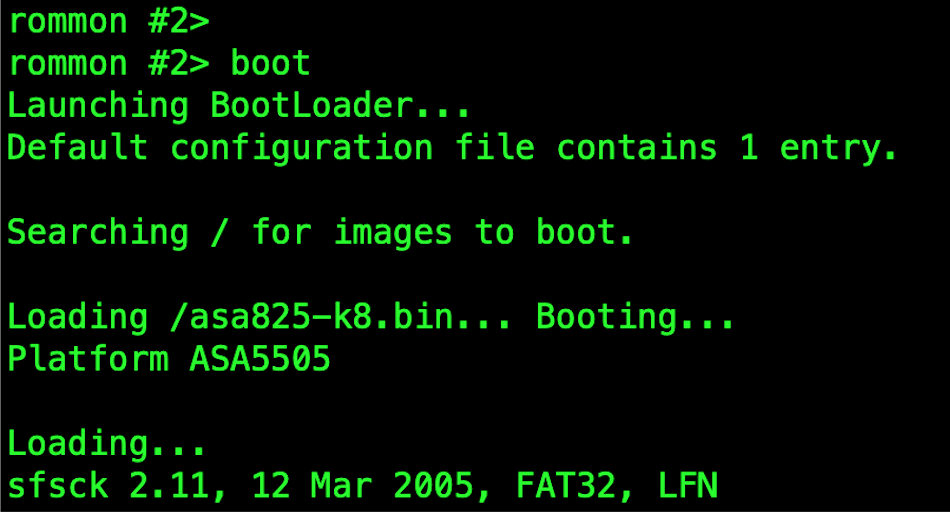 rommon #2>
rommon #2> boot
Launching BootLoader...
Default configuration file contains 1 entry.
Searching / for images to boot.
Loading /asa825-k8.bin... Booting...
Platform ASA5505
Loading...
sfsck 2.11, 12 Mar 2005, FAT32, LFN